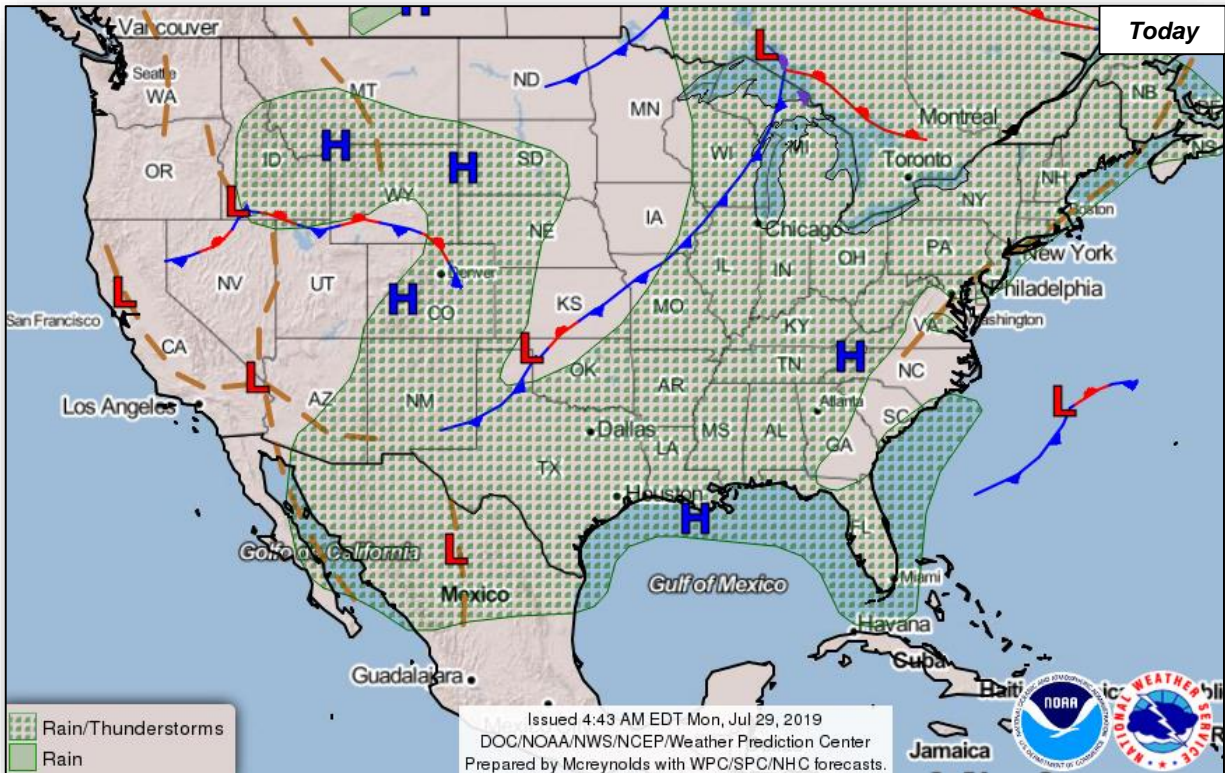 Today
H
Vancouver
Seattle
WA
MT
ND
MN
L
Montréal
NB
NS
OR
ID
H
H
SD
WI
MI
Toronto
NH
WY
NY
Boston
L
IA
NE
Chicago
PA
New York
OH
NV
UT
Denver
IL
IN
Philadelphia
L
H
CO
KS
MO
San Francisco
VA
Washington
KY
CA
L
H
TN
NC
L
OK
AR
AZ
NM
L
Los Angeles
Atlanta
SC
Dallas
MS
AL
GA
LA
TX
Houston
H
FL
Golfo de California
L
Gulf of Mexico
Miami
Mexico
Havana
Cuba
Guadalajara
Jamaica
Rain/Thunderstorms
Rain
Issued 4:43 AM EDT Mon, Jul 29, 2019
DOC/NOAA/NWS/NCEP/Weather Prediction Center
Prepared by Mcreynolds with WPC/SPC/NHC forecasts.
NOAA
NATIONAL WEATHER SERVICE